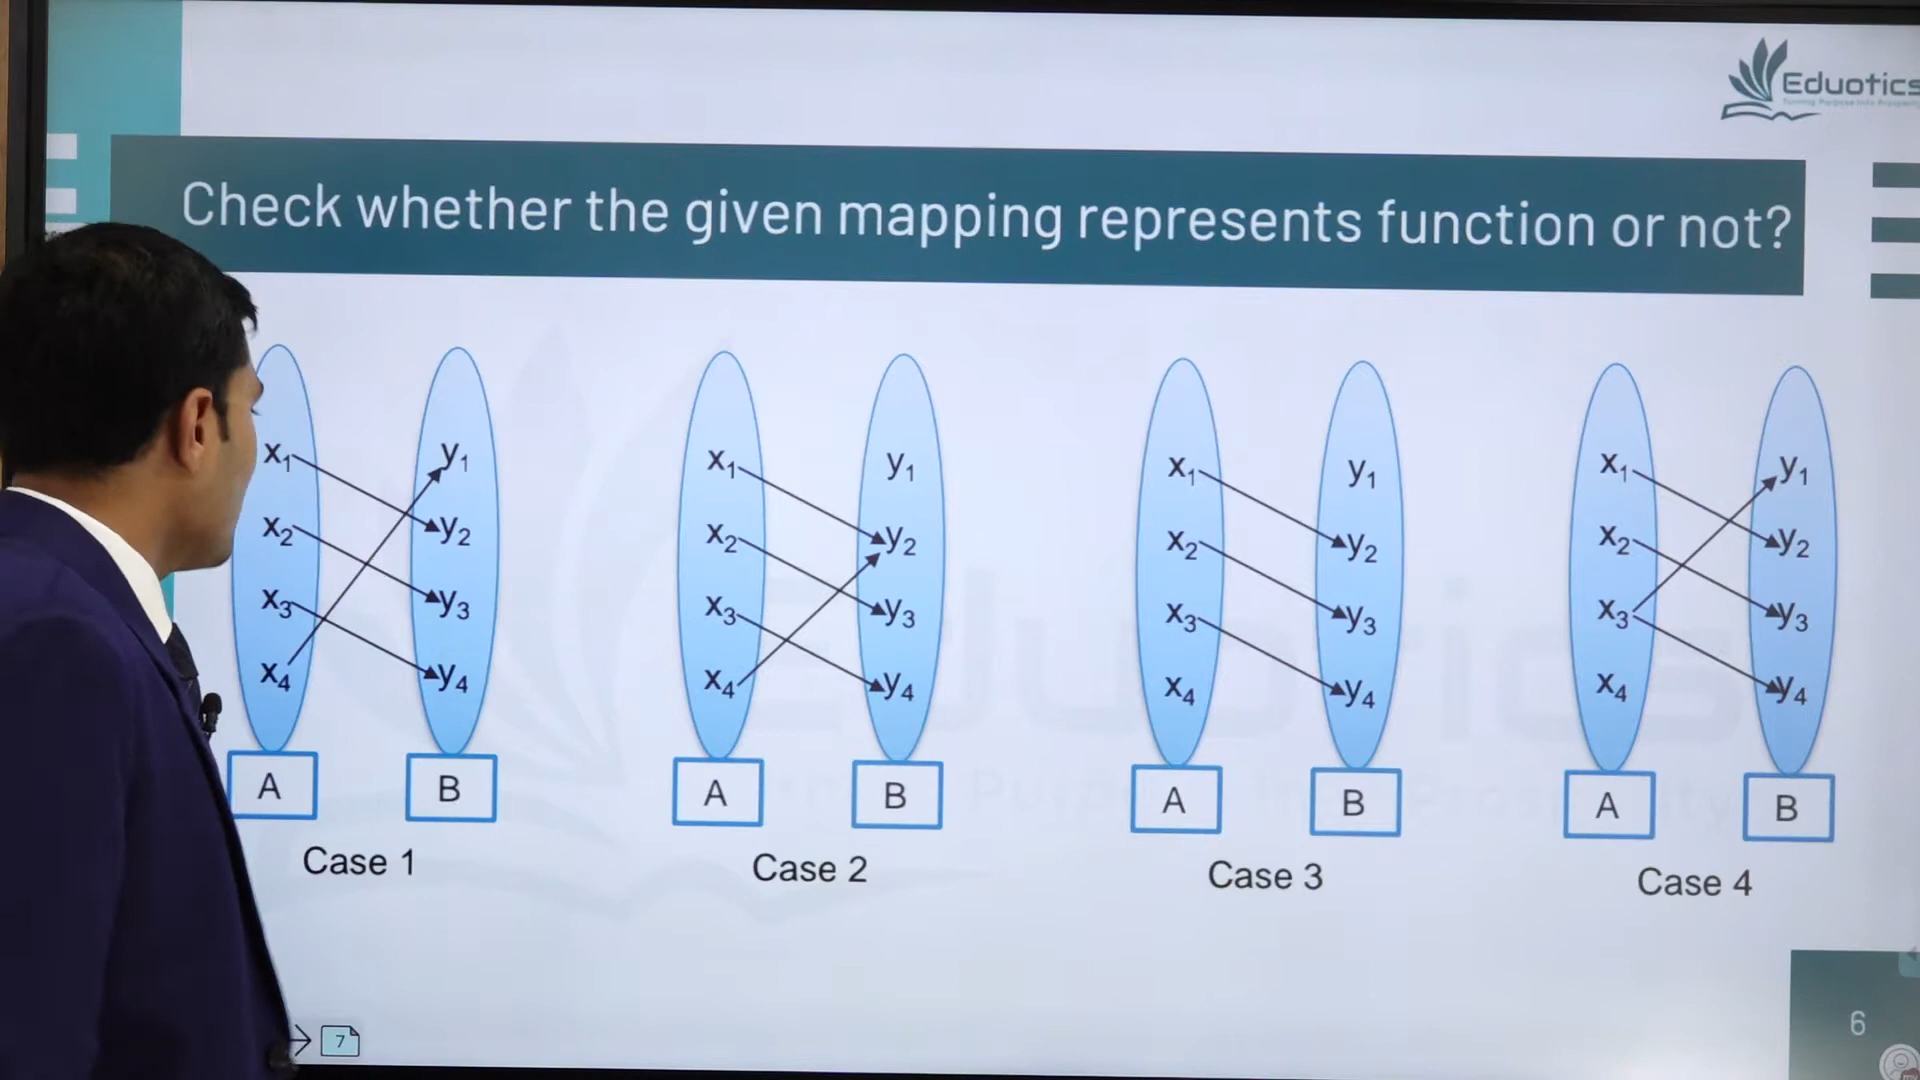 Eduotics
Check whether the given mapping represents function or not?
x₁ y₁ x₁ y₁ x₁ y₁ x₁ y₁
x₂ y₂ x₂ y₂ x₂ y₂ x₂ y₂
x₃ y₃ x₃ y₃ x₃ y₃ x₃ y₃
x₄ y₄ x₄ y₄ x₄ y₄ x₄ y₄
A B A B A B A B
Case 1 Case 2 Case 3 Case 4
7
6